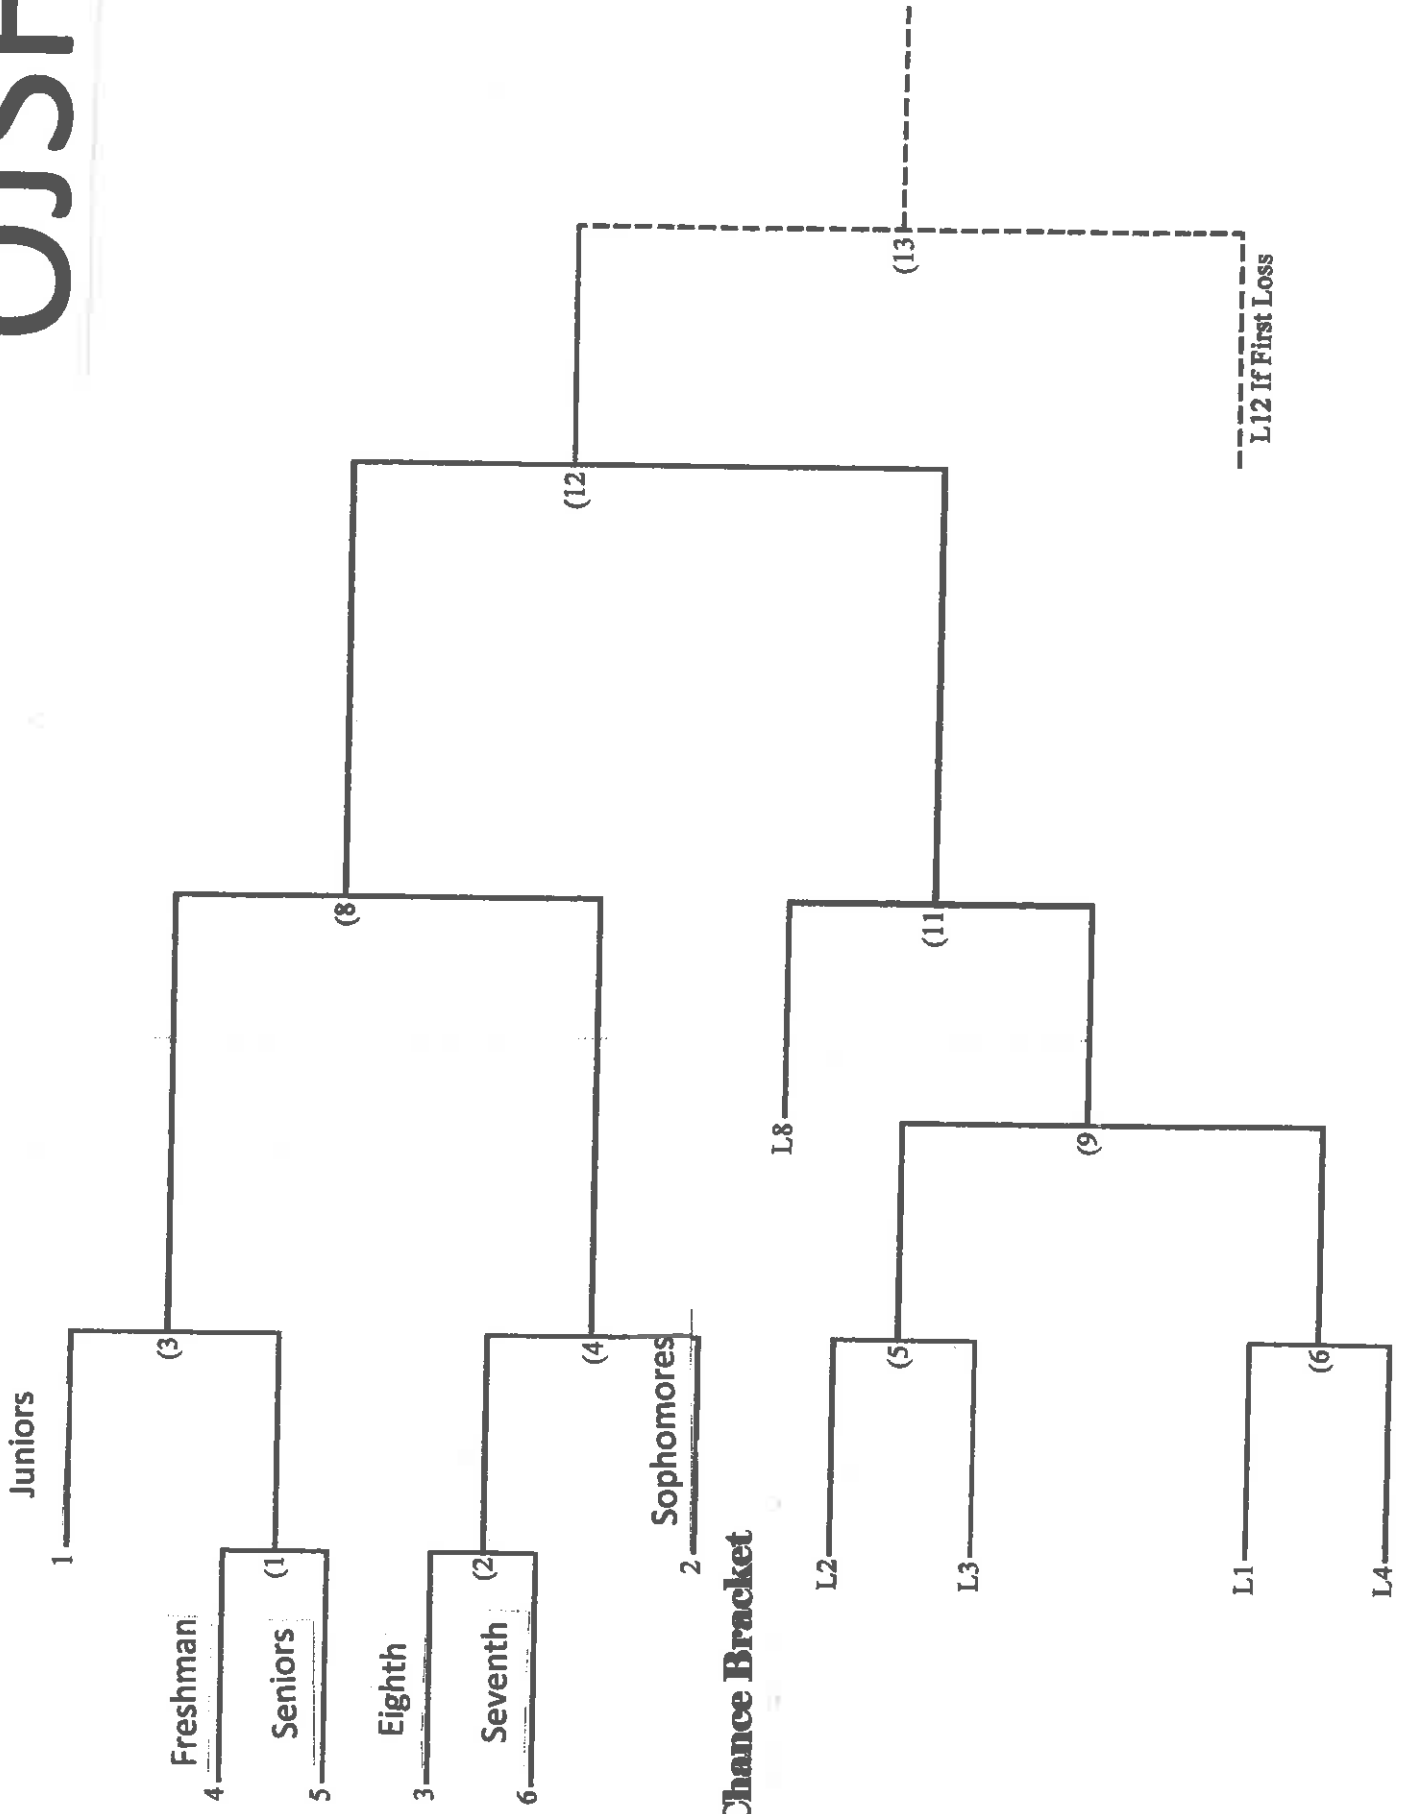 OJSH
Juniors
1
(3
Freshman
4
(1
Seniors
5
(8
Eighth
3
(2
Seventh
6
(4
Sophomores
2
(12
(13
L12 If First Loss
Chance Bracket
L8
(11
L2
(5
L3
(9
L1
(6
L4